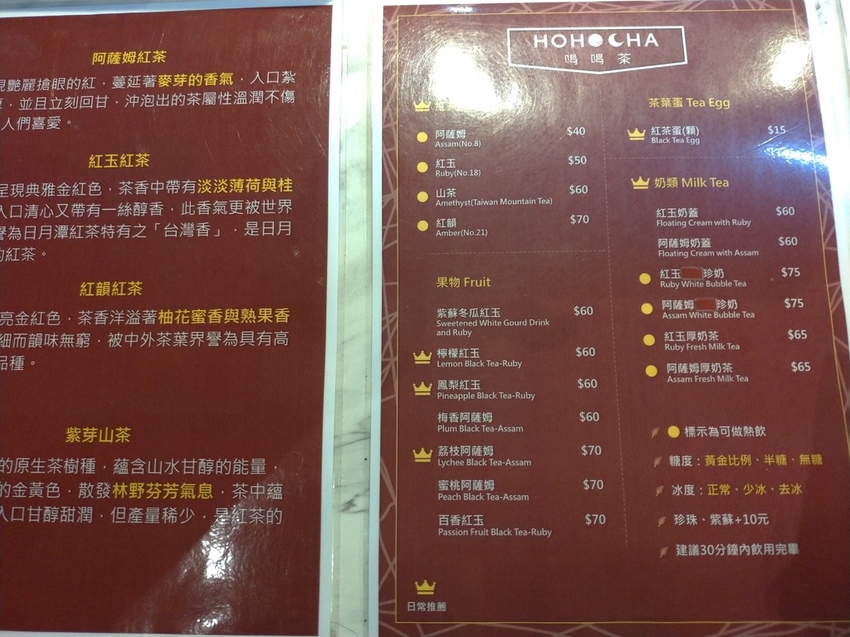 阿薩姆紅茶
現艷麗搶眼的紅，蔓延著麥芽的香氣，入口紮
，並且立刻回甘，沖泡出的茶屬性溫潤不傷
人們喜愛。
紅玉紅茶
呈現典雅金紅色，茶香中帶有淡淡薄荷與桂
入口清心又帶有一絲醇香，此香氣更被世界
譽為日月潭紅茶特有之「台灣香」，是日月
的紅茶。
紅韻紅茶
亮金紅色，茶香洋溢著柚花蜜香與熟果香
細而韻味無窮，被中外茶葉界譽為具有高
品種。
紫芽山茶
的原生茶樹種，蘊含山水甘醇的能量，
的金黃色，散發林野芬芳氣息，茶中蘊
入口甘醇甜潤，但產量稀少，是紅茶的
HOHOCHA
喝喝茶
阿薩姆 $40
Assam(No.8)
紅玉 $50
Ruby(No.18)
山茶 $60
Amethyst(Taiwan Mountain Tea)
紅韻 $70
Amber(No.21)
果物 Fruit
紫蘇冬瓜紅玉 $60
Sweetened White Gourd Drink
and Ruby
檸檬紅玉 $60
Lemon Black Tea-Ruby
鳳梨紅玉 $60
Pineapple Black Tea-Ruby
梅香阿薩姆 $60
Plum Black Tea-Assam
荔枝阿薩姆 $70
Lychee Black Tea-Assam
蜜桃阿薩姆 $70
Peach Black Tea-Assam
百香紅玉 $70
Passion Fruit Black Tea-Ruby
日常推薦
茶葉蛋 Tea Egg
紅茶蛋(顆) $15
Black Tea Egg
奶類 Milk Tea
紅玉奶蓋 $60
Floating Cream with Ruby
阿薩姆奶蓋 $60
Floating Cream with Assam
紅玉 珍奶 $75
Ruby White Bubble Tea
阿薩姆 珍奶 $75
Assam White Bubble Tea
紅玉厚奶茶 $65
Ruby Fresh Milk Tea
阿薩姆厚奶茶 $65
Assam Fresh Milk Tea
標示為可做熱飲
糖度：黃金比例、半糖、無糖
冰度：正常、少冰、去冰
珍珠、紫蘇+10元
建議30分鐘內飲用完畢